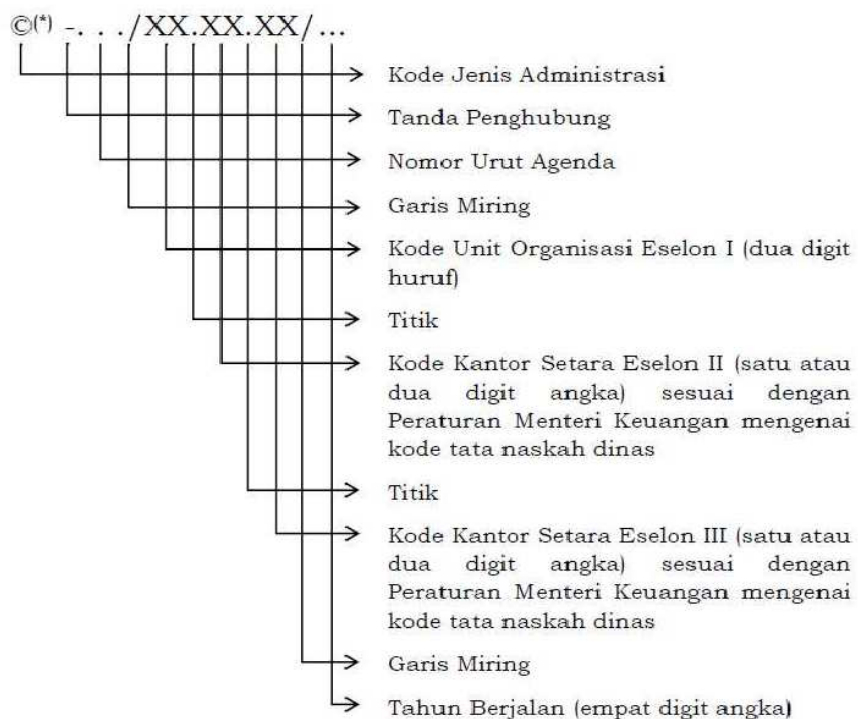 ©(*) -. . ./XX.XX.XX/...
Kode Jenis Administrasi
Tanda Penghubung
Nomor Urut Agenda
Garis Miring
Kode Unit Organisasi Eselon I (dua digit
huruf)
Titik
Kode Kantor Setara Eselon II (satu atau
dua digit angka) sesuai dengan
Peraturan Menteri Keuangan mengenai
kode tata naskah dinas
Titik
Kode Kantor Setara Eselon III (satu atau
dua digit angka) sesuai dengan
Peraturan Menteri Keuangan mengenai
kode tata naskah dinas
Garis Miring
Tahun Berjalan (empat digit angka)